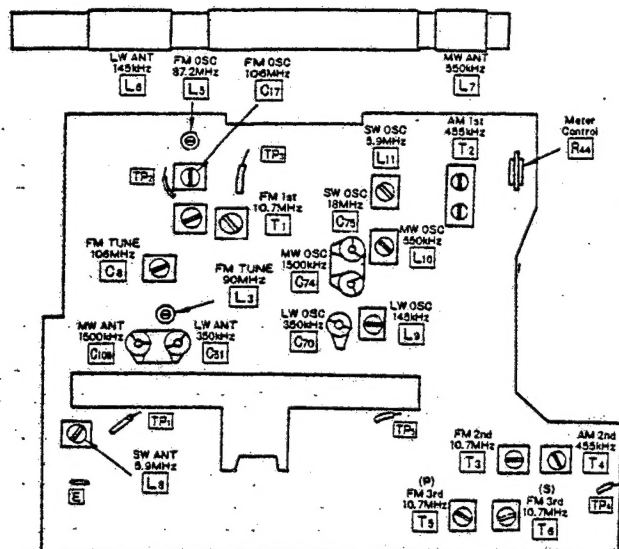 LW ANT
145kHz
L6
FM OSC
87.2MHz
L5
FM OSC
106MHz
C17
MW ANT
550kHz
L7
SW OSC
5.9MHz
L11
AM 1st
455kHz
T2
Meter
Control
R44
TP2
TP3
FM 1st
10.7MHz
T1
SW OSC
18MHz
C75
MW OSC
550kHz
L10
FM TUNE
106MHz
C8
FM TUNE
90MHz
L3
MW OSC
1500kHz
C74
MW ANT
1500kHz
LW ANT
350kHz
C51
LW OSC
350kHz
C70
LW OSC
145kHz
L9
TP1
SW ANT
5.9MHz
L8
E
FM 2nd
10.7MHz
T3
AM 2nd
455kHz
T4
(P)
FM 3rd
10.7MHz
T5
(S)
FM 3rd
10.7MHz
T6
TP4